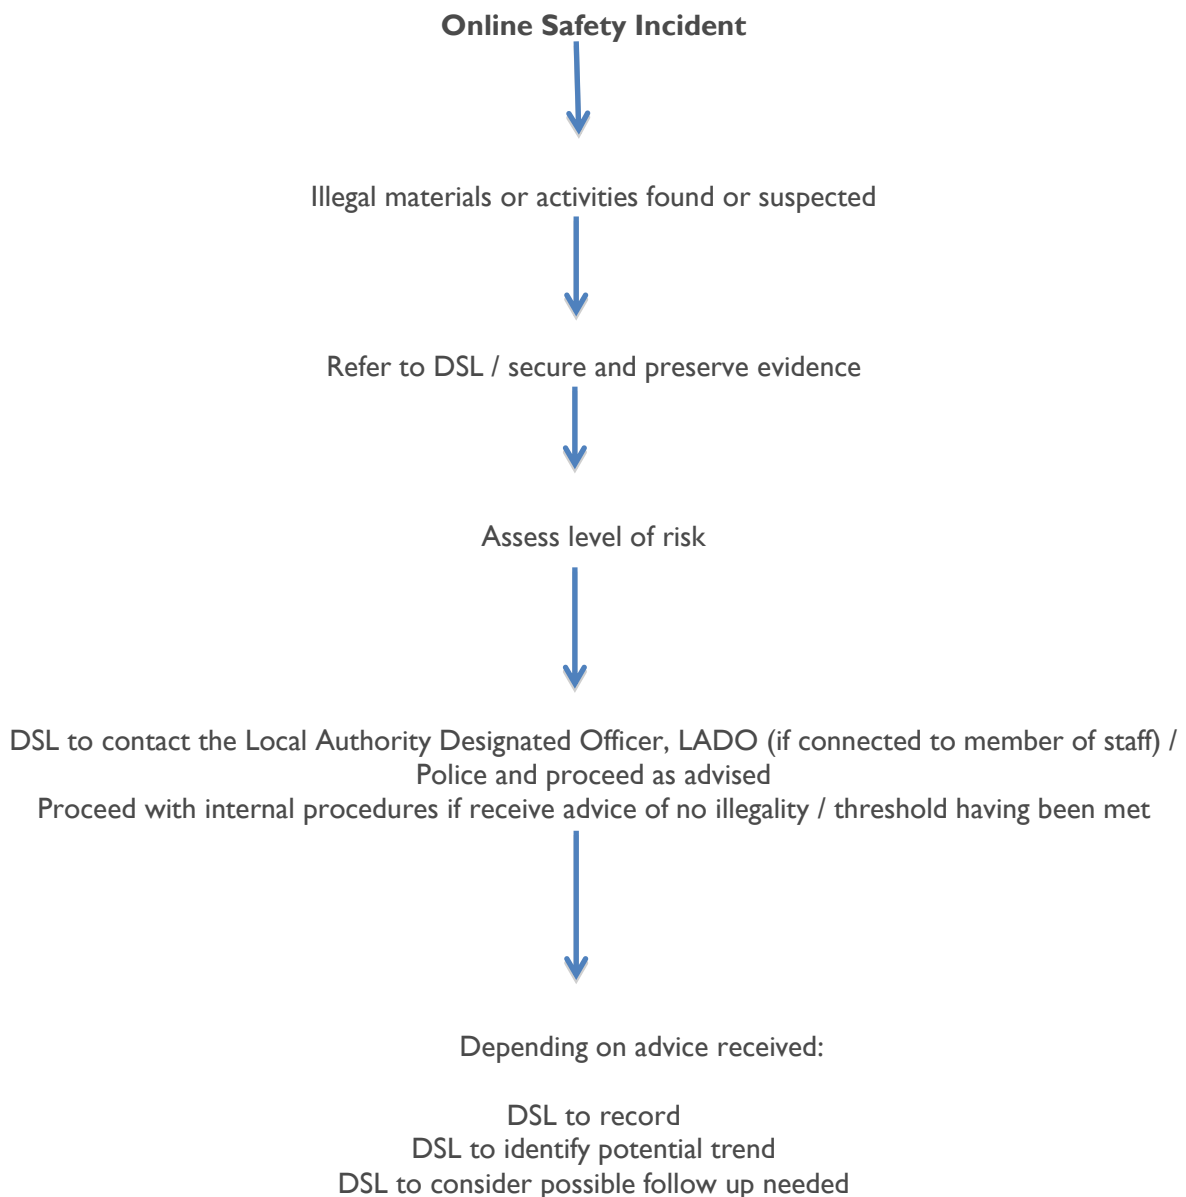 Online Safety Incident
Illegal materials or activities found or suspected
Refer to DSL / secure and preserve evidence
Assess level of risk
DSL to contact the Local Authority Designated Officer, LADO (if connected to member of staff) /
Police and proceed as advised
Proceed with internal procedures if receive advice of no illegality / threshold having been met
Depending on advice received:
DSL to record
DSL to identify potential trend
DSL to consider possible follow up needed